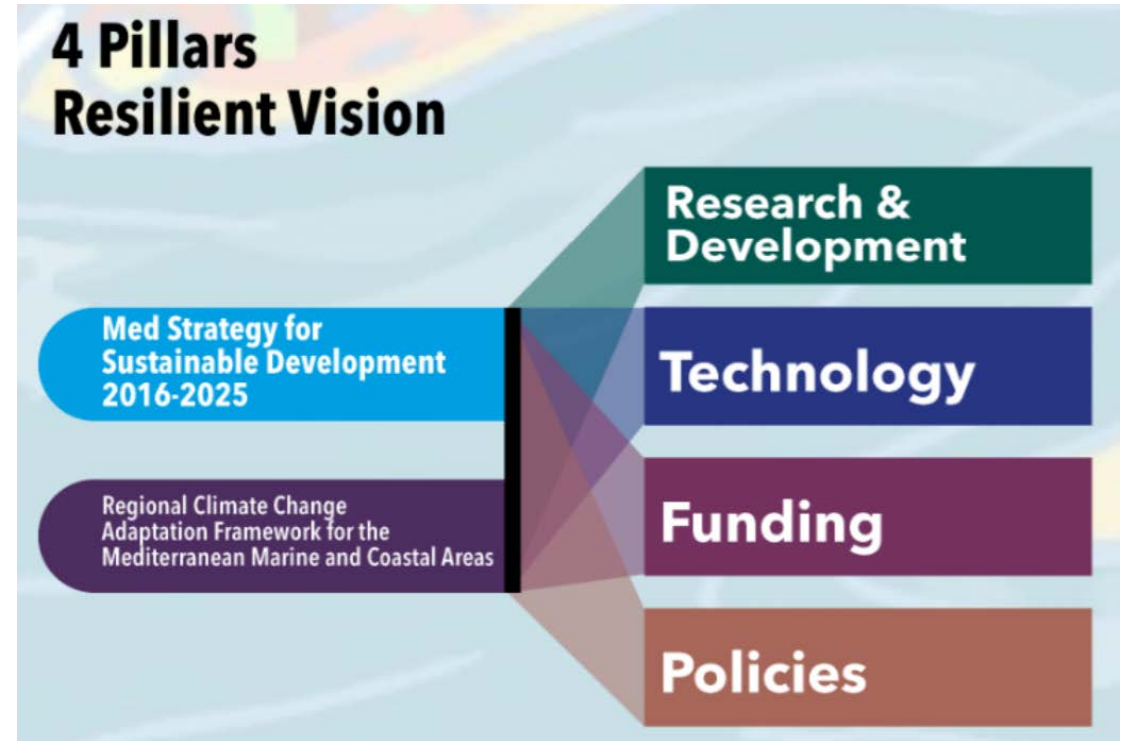 4 Pillars
Resilient Vision
Med Strategy for
Sustainable Development
2016-2025
Regional Climate Change
Adaptation Framework for the
Mediterranean Marine and Coastal Areas
Research &
Development
Technology
Funding
Policies